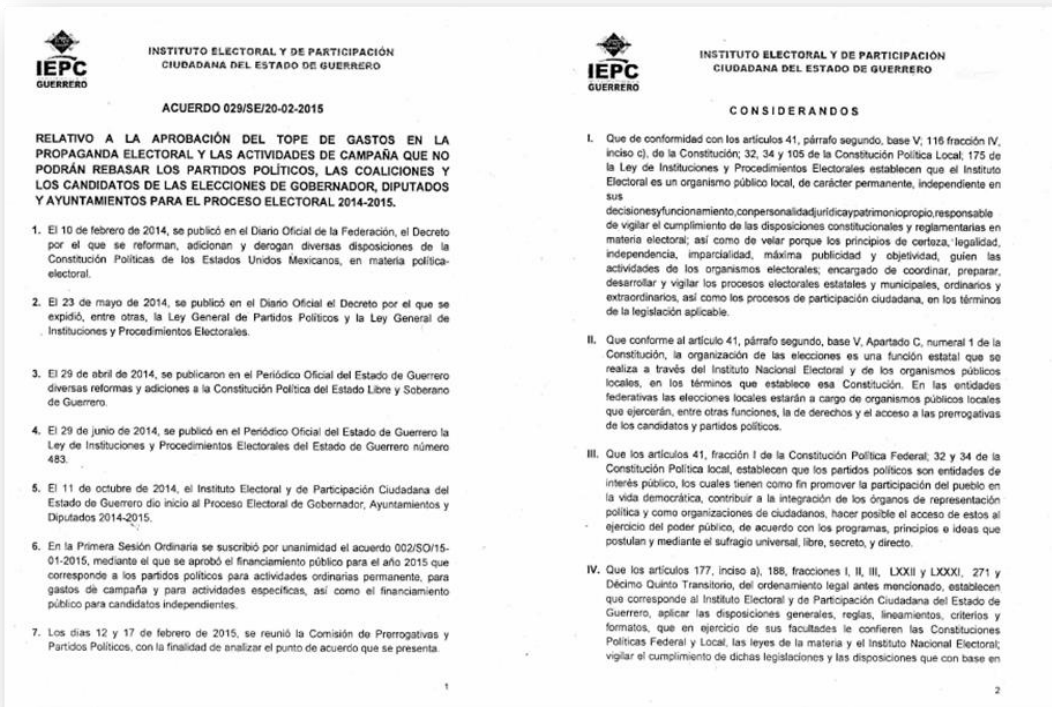 IEPC
GUERRERO
INSTITUTO ELECTORAL Y DE PARTICIPACIÓN
CIUDADANA DEL ESTADO DE GUERRERO
ACUERDO 029/SE/20-02-2015
RELATIVO A LA APROBACIÓN DEL TOPE DE GASTOS EN LA
PROPAGANDA ELECTORAL Y LAS ACTIVIDADES DE CAMPAÑA QUE NO
PODRÁN REBASAR LOS PARTIDOS POLÍTICOS, LAS COALICIONES Y
LOS CANDIDATOS DE LAS ELECCIONES DE GOBERNADOR, DIPUTADOS
Y AYUNTAMIENTOS PARA EL PROCESO ELECTORAL 2014-2015.
1. El 10 de febrero de 2014, se publicó en el Diario Oficial de la Federación, el Decreto
por el que se reforman, adicionan y derogan diversas disposiciones de la
Constitución Políticas de los Estados Unidos Mexicanos, en materia política-
electoral.
2. El 23 de mayo de 2014, se publicó en el Diario Oficial el Decreto por el que se
expidió, entre otras, la Ley General de Partidos Políticos y la Ley General de
Instituciones y Procedimientos Electorales.
3. El 29 de abril de 2014, se publicaron en el Periódico Oficial del Estado de Guerrero
diversas reformas y adiciones a la Constitución Política del Estado Libre y Soberano
de Guerrero.
4. El 29 de junio de 2014, se publicó en el Periódico Oficial del Estado de Guerrero la
Ley de Instituciones y Procedimientos Electorales del Estado de Guerrero número
483.
5. El 11 de octubre de 2014, el Instituto Electoral y de Participación Ciudadana del
Estado de Guerrero dio inicio al Proceso Electoral de Gobernador, Ayuntamientos y
Diputados 2014-2015.
6. En la Primera Sesión Ordinaria se suscribió por unanimidad el acuerdo 002/SO/15-
01-2015, mediante el que se aprobó el financiamiento público para el año 2015 que
corresponde a los partidos políticos para actividades ordinarias permanente, para
gastos de campaña y para actividades específicas, así como el financiamiento
público para candidatos independientes.
7. Los días 12 y 17 de febrero de 2015, se reunió la Comisión de Prerrogativas y
Partidos Políticos, con la finalidad de analizar el punto de acuerdo que se presenta.
1
IEPC
GUERRERO
INSTITUTO ELECTORAL Y DE PARTICIPACIÓN
CIUDADANA DEL ESTADO DE GUERRERO
CONSIDERANDOS
I. Que de conformidad con los artículos 41, párrafo segundo, base V; 116 fracción IV,
inciso c), de la Constitución; 32, 34 y 105 de la Constitución Política Local; 175 de
la Ley de Instituciones y Procedimientos Electorales establecen que el Instituto
Electoral es un organismo público local, de carácter permanente, independiente en
sus
decisionesyfuncionamiento,conpersonalidadjurídicaypatrimoniopropio,responsable
de vigilar el cumplimiento de las disposiciones constitucionales y reglamentarias en
materia electoral; así como de velar porque los principios de certeza, legalidad,
independencia, imparcialidad, máxima publicidad y objetividad, guíen las
actividades de los organismos electorales; encargado de coordinar, preparar,
desarrollar y vigilar los procesos electorales estatales y municipales, ordinarios y
extraordinarios, así como los procesos de participación ciudadana, en los términos
de la legislación aplicable.
II. Que conforme al artículo 41, párrafo segundo, base V, Apartado C, numeral 1 de la
Constitución, la organización de las elecciones es una función estatal que se
realiza a través del Instituto Nacional Electoral y de los organismos públicos
locales, en los términos que establece esa Constitución. En las entidades
federativas las elecciones locales estarán a cargo de organismos públicos locales
que ejercerán, entre otras funciones, la de derechos y el acceso a las prerrogativas
de los candidatos y partidos políticos.
III. Que los artículos 41, fracción I de la Constitución Política Federal; 32 y 34 de la
Constitución Política local, establecen que los partidos políticos son entidades de
interés público, los cuales tienen como fin promover la participación del pueblo en
la vida democrática, contribuir a la integración de los órganos de representación
política y como organizaciones de ciudadanos, hacer posible el acceso de estos al
ejercicio del poder público, de acuerdo con los programas, principios e ideas que
postulan y mediante el sufragio universal, libre, secreto, y directo.
IV. Que los artículos 177, inciso a), 188, fracciones I, II, III, LXXII y LXXXI, 271 y
Décimo Quinto Transitorio, del ordenamiento legal antes mencionado, establecen
que corresponde al Instituto Electoral y de Participación Ciudadana del Estado de
Guerrero, aplicar las disposiciones generales, reglas, lineamientos, criterios y
formatos, que en ejercicio de sus facultades le confieren las Constituciones
Políticas Federal y Local, las leyes de la materia y el Instituto Nacional Electoral;
vigilar el cumplimiento de dichas legislaciones y las disposiciones que con base en
2